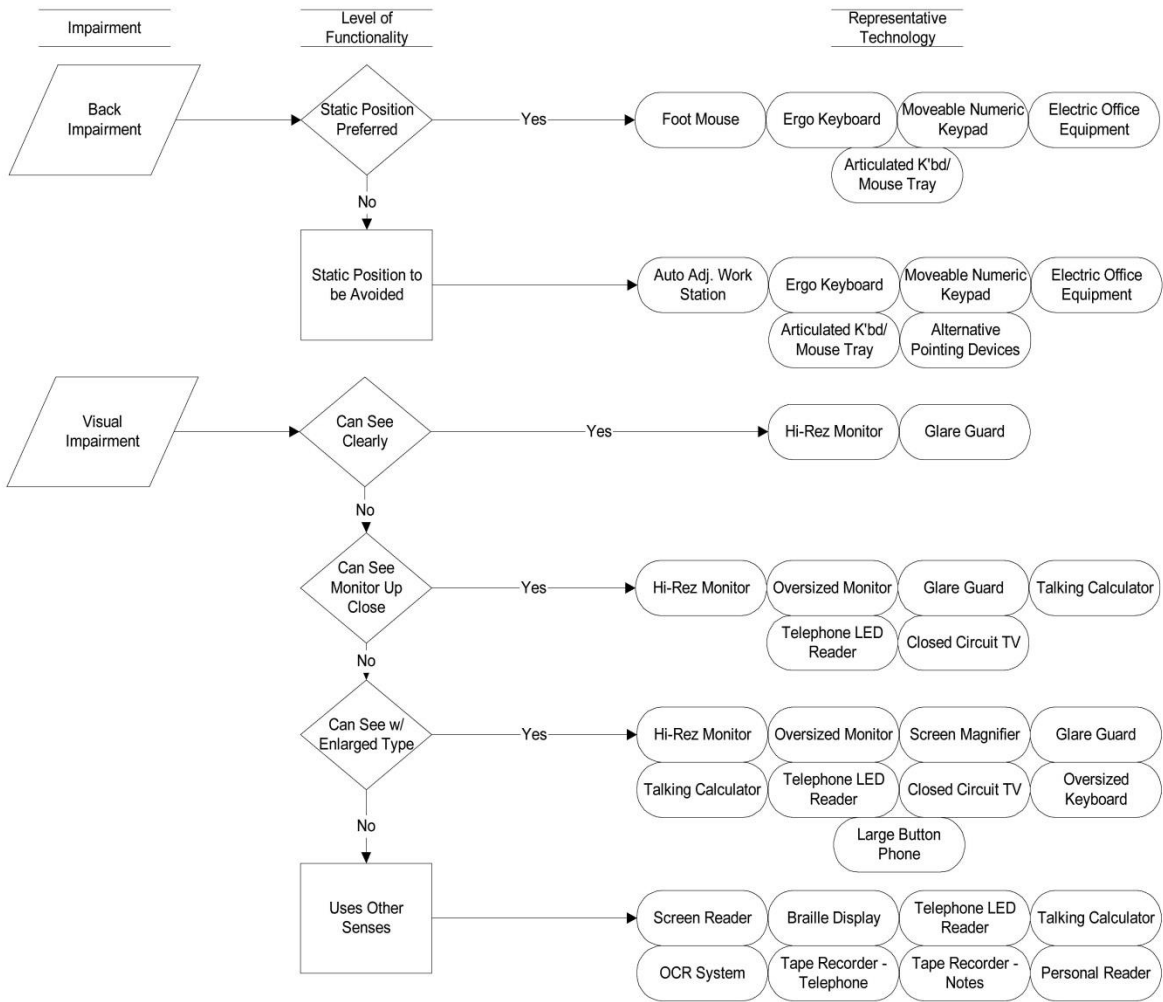 Impairment
Level of
Functionality
Representative
Technology
Back
Impairment
Static Position
Preferred
Yes
Foot Mouse
Ergo Keyboard
Moveable Numeric
Keypad
Electric Office
Equipment
Articulated K'bd/
Mouse Tray
No
Static Position to
be Avoided
Auto Adj. Work
Station
Ergo Keyboard
Moveable Numeric
Keypad
Electric Office
Equipment
Articulated K'bd/
Mouse Tray
Alternative
Pointing Devices
Visual
Impairment
Can See
Clearly
Yes
Hi-Rez Monitor
Glare Guard
No
Can See
Monitor Up
Close
Yes
Hi-Rez Monitor
Oversized Monitor
Glare Guard
Talking Calculator
Telephone LED
Reader
Closed Circuit TV
No
Can See w/
Enlarged Type
Yes
Hi-Rez Monitor
Oversized Monitor
Screen Magnifier
Glare Guard
Talking Calculator
Telephone LED
Reader
Closed Circuit TV
Oversized
Keyboard
Large Button
Phone
No
Uses Other
Senses
Screen Reader
Braille Display
Telephone LED
Reader
Talking Calculator
OCR System
Tape Recorder -
Telephone
Tape Recorder -
Notes
Personal Reader